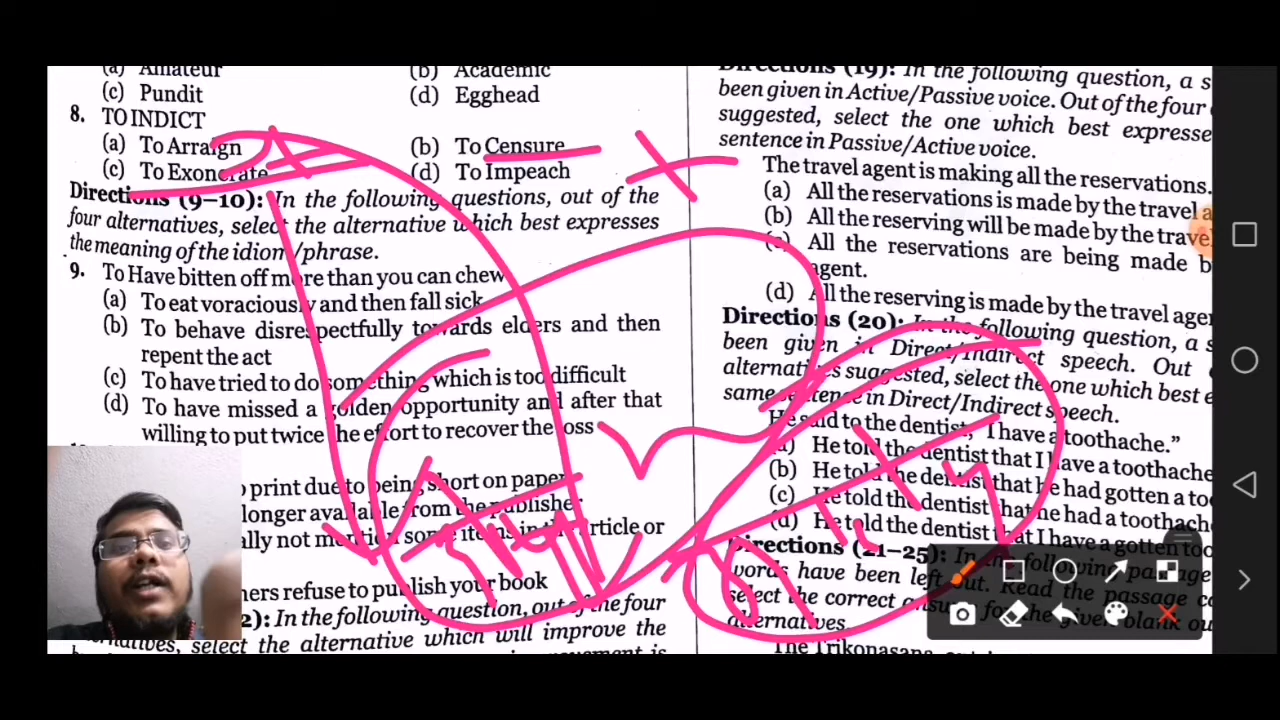 (a) Amateur (b) Academic
(c) Pundit (d) Egghead
8. TO INDICT
(a) To Arraign (b) To Censure
(c) To Exonerate (d) To Impeach
Directions (9–10): In the following questions, out of the
four alternatives, select the alternative which best expresses
the meaning of the idiom/phrase.
9. To Have bitten off more than you can chew
(a) To eat voraciously and then fall sick
(b) To behave disrespectfully towards elders and then
repent the act
(c) To have tried to do something which is too difficult
(d) To have missed a golden opportunity and after that
willing to put twice the effort to recover the loss
print due to being short on paper
longer available from the publisher
not mention some items in the article or
refuse to publish your book
In the following question, out of the four
select the alternative which will improve the
is
Directions (19): In the following question, a s
been given in Active/Passive voice. Out of the four
suggested, select the one which best expresse
sentence in Passive/Active voice.
The travel agent is making all the reservations.
(a) All the reservations is made by the travel a
(b) All the reserving will be made by the trave
(c) All the reservations are being made b
agent.
(d) All the reserving is made by the travel age
Directions (20): In the following question, a s
been given in Direct/Indirect speech. Out
alternatives suggested, select the one which best e
same sentence in Direct/Indirect speech.
He said to the dentist, "I have a toothache.”
(a) He told the dentist that I have a toothache
(b) He told the dentist that he had gotten a to
(c) He told the dentist that he had a toothach
(d) He told the dentist that I have a gotten too
Directions (21–25): In the following passage
words have been left out. Read the passage
select the correct answer for the given blank ou
alternatives
The Trikonasana